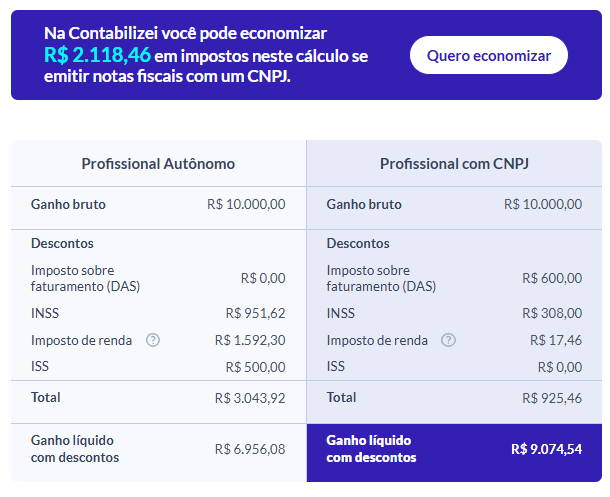 Na Contabilizei você pode economizar
R$ 2.118,46 em impostos neste cálculo se
emitir notas fiscais com um CNPJ.
Quero economizar
Profissional Autônomo
Ganho bruto R$ 10.000,00
Descontos
Imposto sobre
faturamento (DAS) R$ 0,00
INSS R$ 951,62
Imposto de renda ? R$ 1.592,30
ISS R$ 500,00
Total R$ 3.043,92
Ganho líquido
com descontos R$ 6.956,08
Profissional com CNPJ
Ganho bruto R$ 10.000,00
Descontos
Imposto sobre
faturamento (DAS) R$ 600,00
INSS R$ 308,00
Imposto de renda ? R$ 17,46
ISS R$ 0,00
Total R$ 925,46
Ganho líquido
com descontos R$ 9.074,54